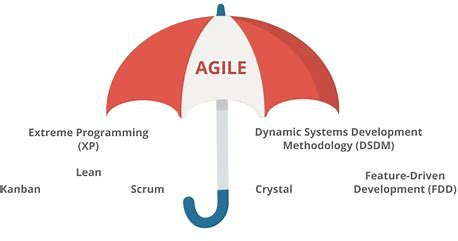 AGILE
Extreme Programming
(XP)
Dynamic Systems Development
Methodology (DSDM)
Lean
Kanban
Scrum
Crystal
Feature-Driven
Development (FDD)